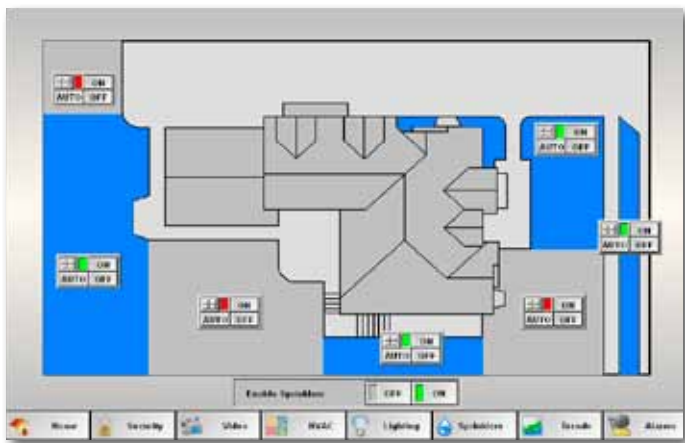 ON
AUTO OFF
ON
AUTO OFF
ON
AUTO OFF
ON
AUTO OFF
ON
AUTO OFF
ON
AUTO OFF
ON
AUTO OFF
Enable Sprinklers OFF ON
Home Security Video HVAC Lighting Sprinklers Trends Alarms